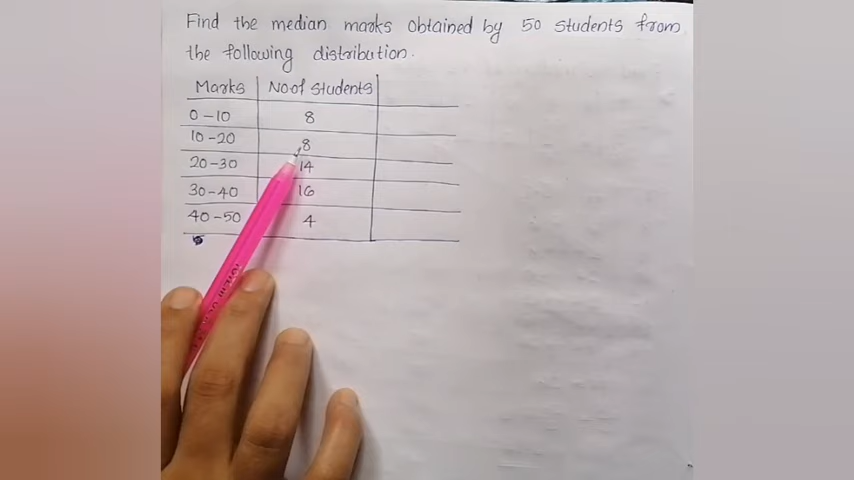 Find the median marks obtained by 50 students from
the following distribution.
Marks No of Students
0-10 8
10-20 8
20-30 14
30-40 16
40-50 4